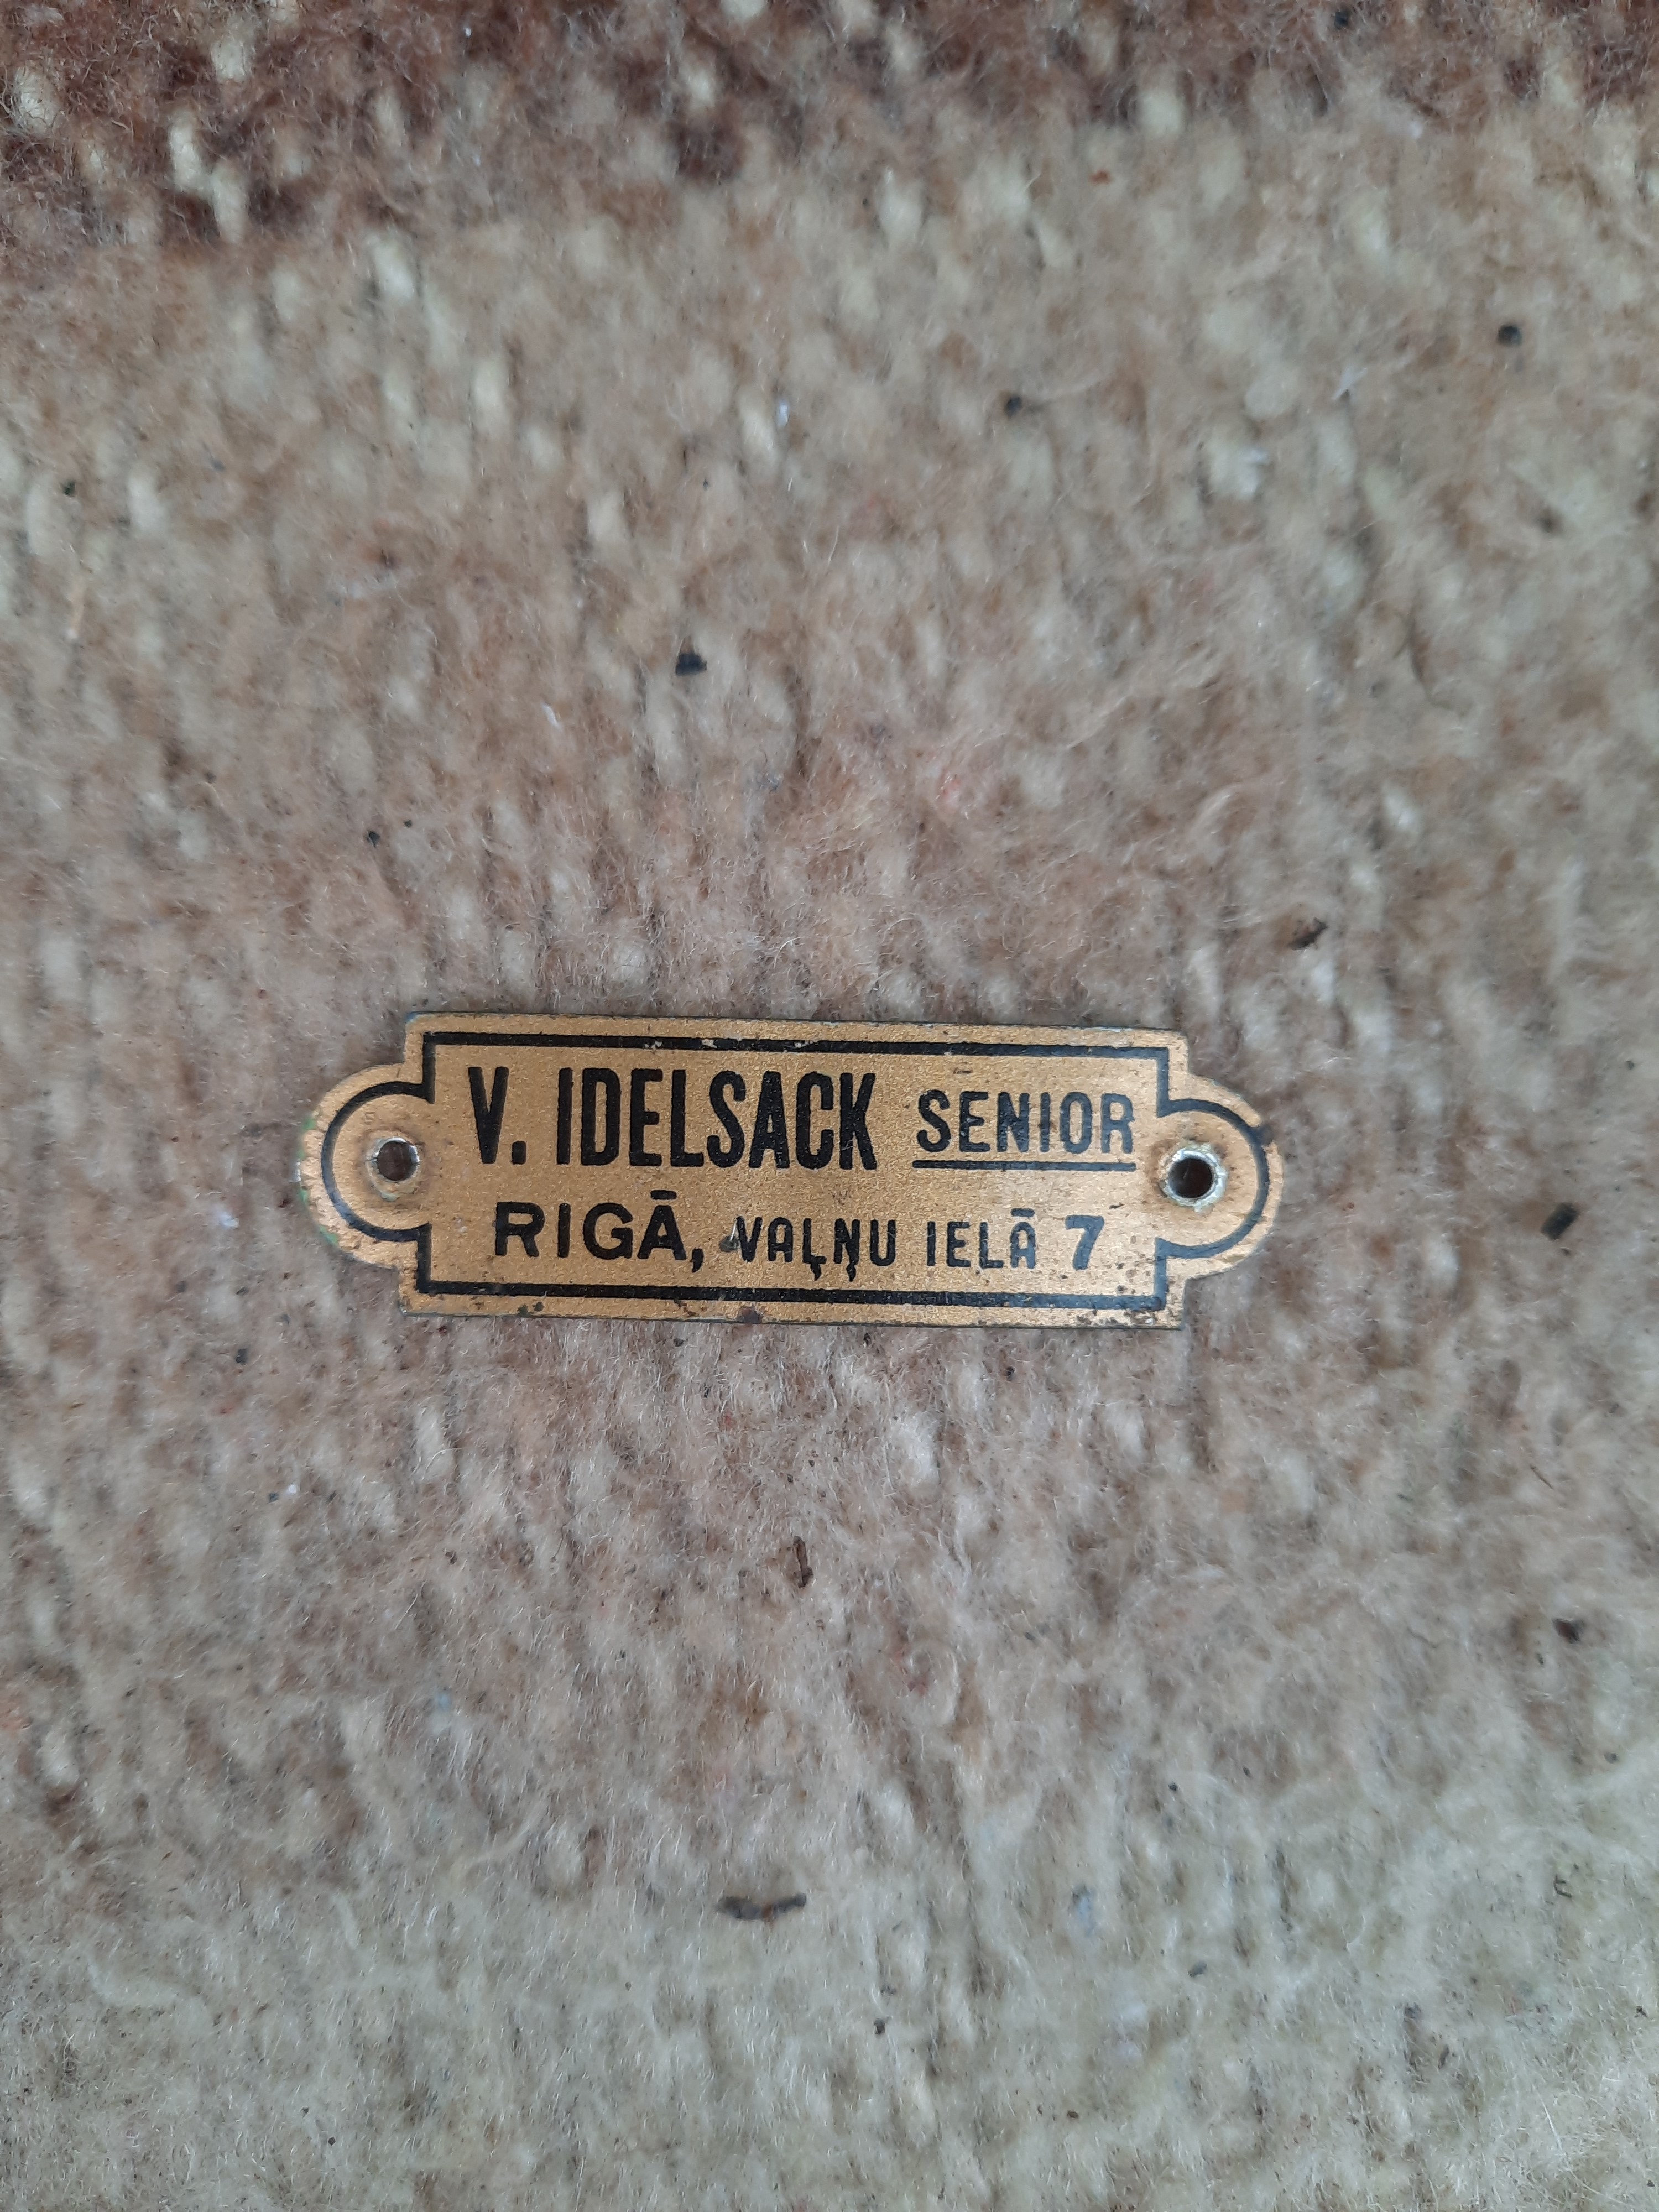 V. IDELSACK SENIOR
RIGĀ, VAĻŅU IELĀ 7